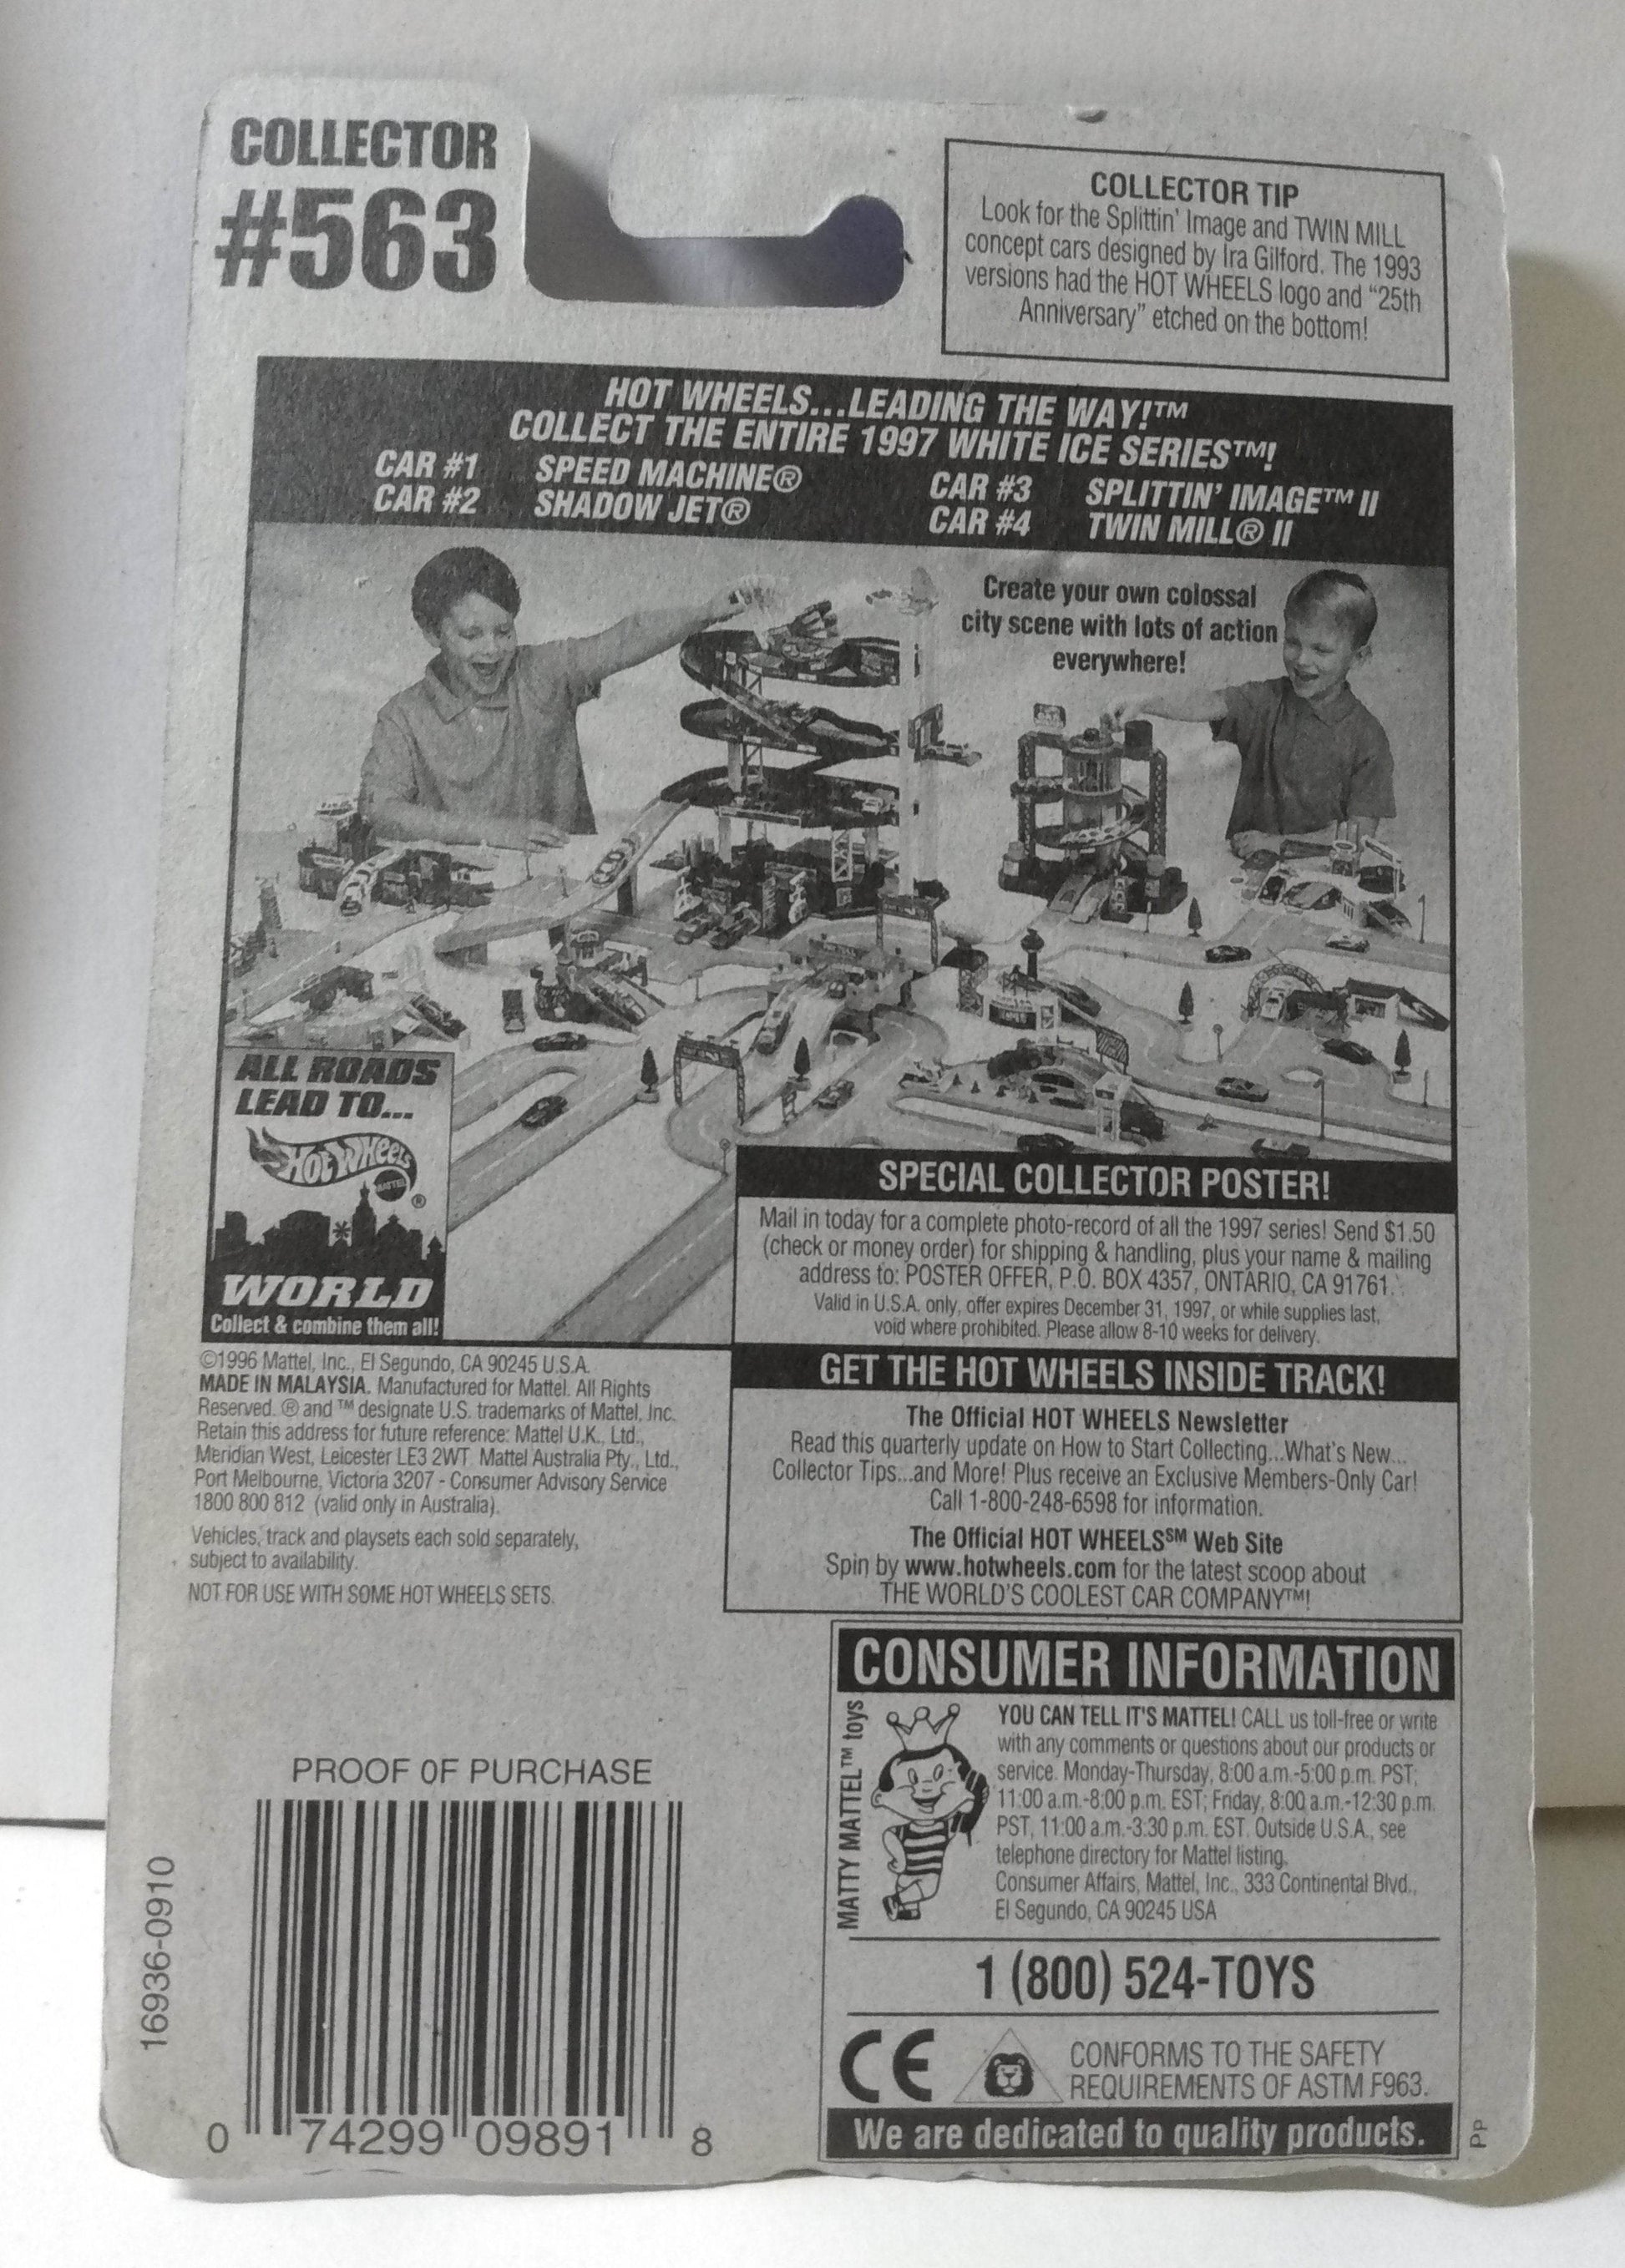 COLLECTOR
#563
COLLECTOR TIP
Look for the Splittin' Image and TWIN MILL
concept cars designed by Ira Gilford. The 1993
versions had the HOT WHEELS logo and "25th
Anniversary" etched on the bottom!
HOT WHEELS...LEADING THE WAY!™
COLLECT THE ENTIRE 1997 WHITE ICE SERIES™!
CAR #1 SPEED MACHINE®
CAR #2 SHADOW JET®
CAR #3 SPLITTIN' IMAGE™ II
CAR #4 TWIN MILL® II
Create your own colossal
city scene with lots of action
everywhere!
ALL ROADS
LEAD TO...
HOT WHEELS
MATTEL
®
WORLD
Collect & combine them all!
SPECIAL COLLECTOR POSTER!
Mail in today for a complete photo-record of all the 1997 series! Send $1.50
(check or money order) for shipping & handling, plus your name & mailing
address to: POSTER OFFER, P.O. BOX 4357, ONTARIO, CA 91761.
Valid in U.S.A. only, offer expires December 31, 1997, or while supplies last,
void where prohibited. Please allow 8-10 weeks for delivery.
©1996 Mattel, Inc., El Segundo, CA 90245 U.S.A.
MADE IN MALAYSIA. Manufactured for Mattel. All Rights
Reserved. ® and ™ designate U.S. trademarks of Mattel, Inc.
Retain this address for future reference: Mattel U.K., Ltd.,
Meridian West, Leicester LE3 2WT. Mattel Australia Pty., Ltd.,
Port Melbourne, Victoria 3207 - Consumer Advisory Service
1800 800 812 (valid only in Australia).
Vehicles, track and playsets each sold separately,
subject to availability.
NOT FOR USE WITH SOME HOT WHEELS SETS.
GET THE HOT WHEELS INSIDE TRACK!
The Official HOT WHEELS Newsletter
Read this quarterly update on How to Start Collecting...What's New...
Collector Tips...and More! Plus receive an Exclusive Members-Only Car!
Call 1-800-248-6598 for information.
The Official HOT WHEELS℠ Web Site
Spin by www.hotwheels.com for the latest scoop about
THE WORLD'S COOLEST CAR COMPANY™!
CONSUMER INFORMATION
MATTY MATTEL™ toys
YOU CAN TELL IT'S MATTEL! CALL us toll-free or write
with any comments or questions about our products or
service. Monday-Thursday, 8:00 a.m.-5:00 p.m. PST;
11:00 a.m.-8:00 p.m. EST; Friday, 8:00 a.m.-12:30 p.m.
PST, 11:00 a.m.-3:30 p.m. EST. Outside U.S.A., see
telephone directory for Mattel listing.
Consumer Affairs, Mattel, Inc., 333 Continental Blvd.,
El Segundo, CA 90245 USA
1 (800) 524-TOYS
CE
CONFORMS TO THE SAFETY
REQUIREMENTS OF ASTM F963.
We are dedicated to quality products.
PP
PROOF OF PURCHASE
16936-0910
0 74299 09891 8